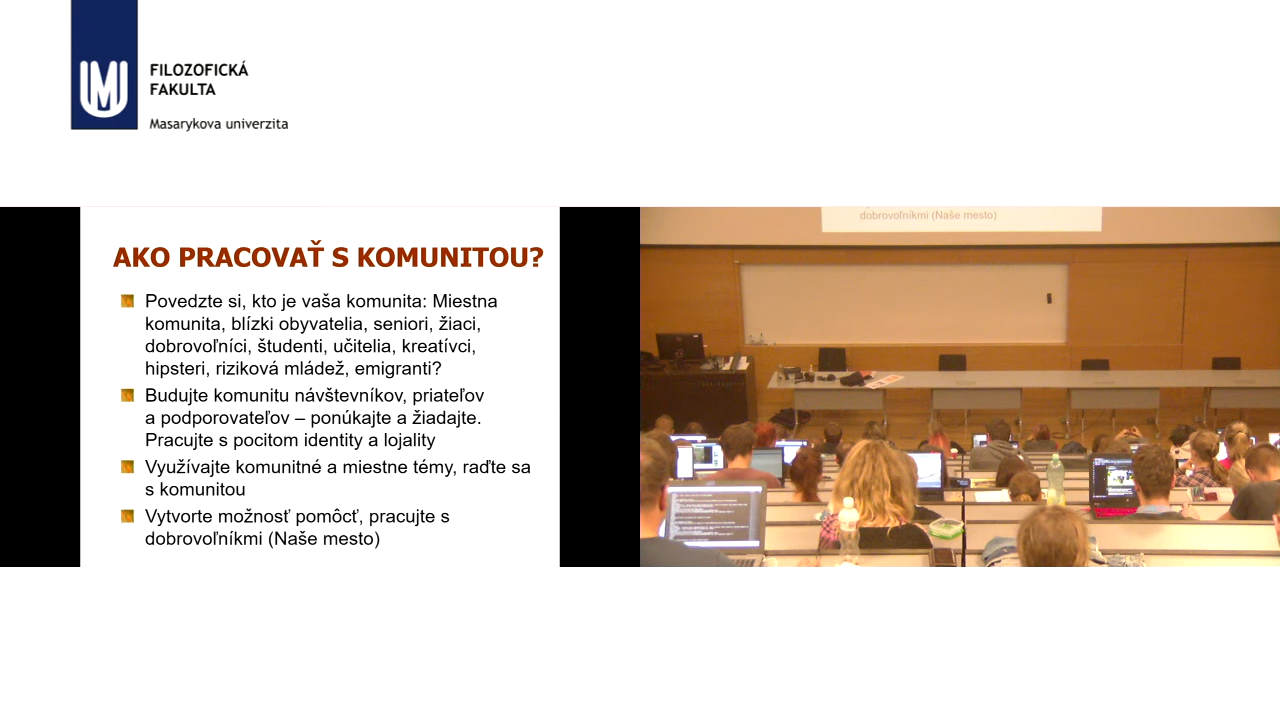 FILOZOFICKÁ
FAKULTA
Masarykova univerzita
AKO PRACOVAŤ S KOMUNITOU?
Povedzte si, kto je vaša komunita: Miestna
komunita, blízki obyvatelia, seniori, žiaci,
dobrovoľníci, študenti, učitelia, kreatívci,
hipsteri, riziková mládež, emigranti?
Budujte komunitu návštevníkov, priateľov
a podporovateľov – ponúkajte a žiadajte.
Pracujte s pocitom identity a lojality
Využívajte komunitné a miestne témy, raďte sa
s komunitou
Vytvorte možnosť pomôcť, pracujte s
dobrovoľníkmi (Naše mesto)
dobrovoľníkmi (Naše mesto)